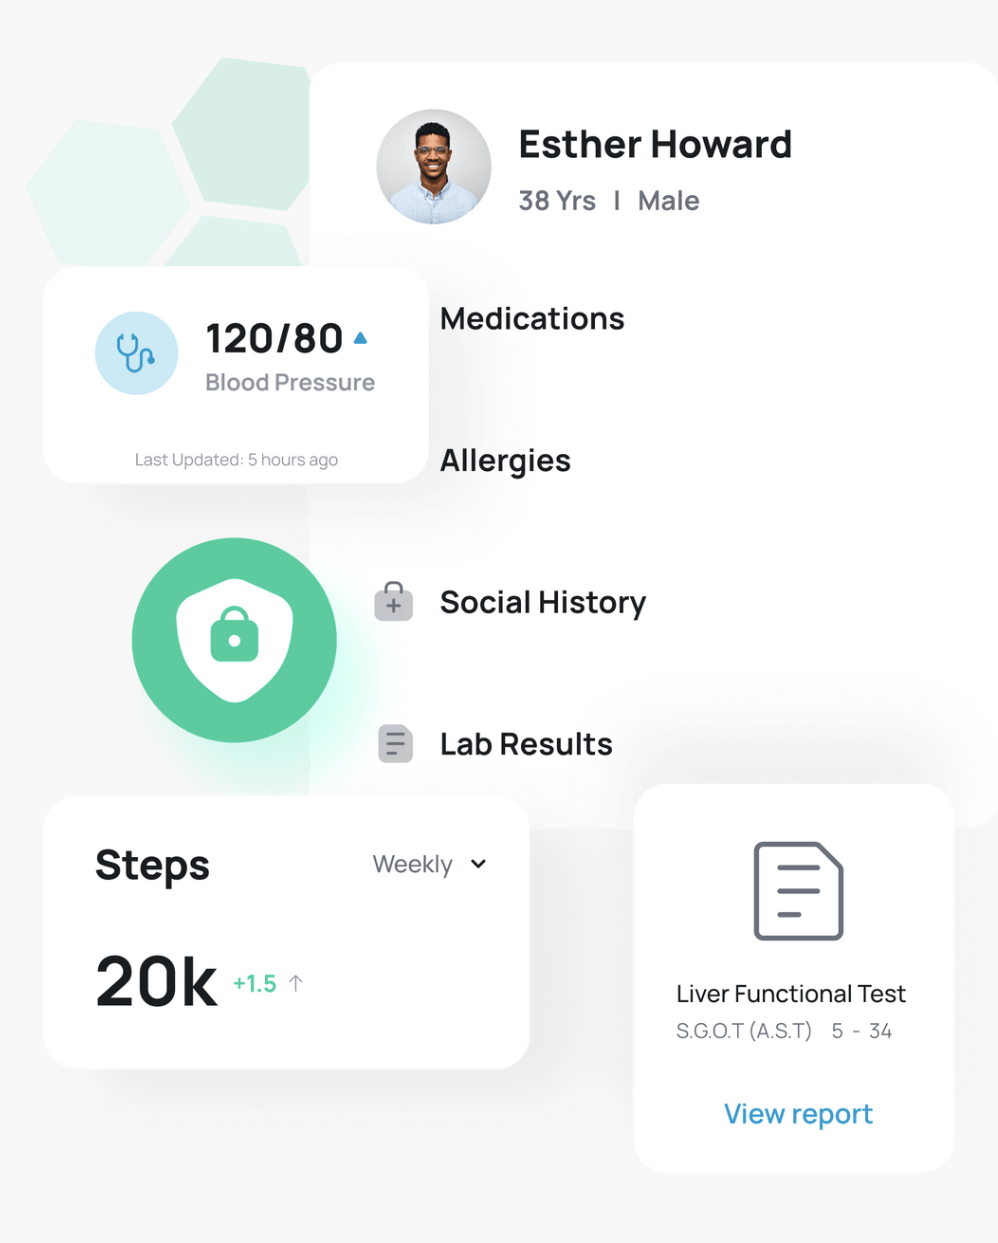 Esther Howard
38 Yrs | Male
Medications
120/80
Blood Pressure
Last Updated: 5 hours ago
Allergies
Social History
Lab Results
Steps
Weekly
20k +1.5 ↑
Liver Functional Test
S.G.O.T (A.S.T) 5 - 34
View report